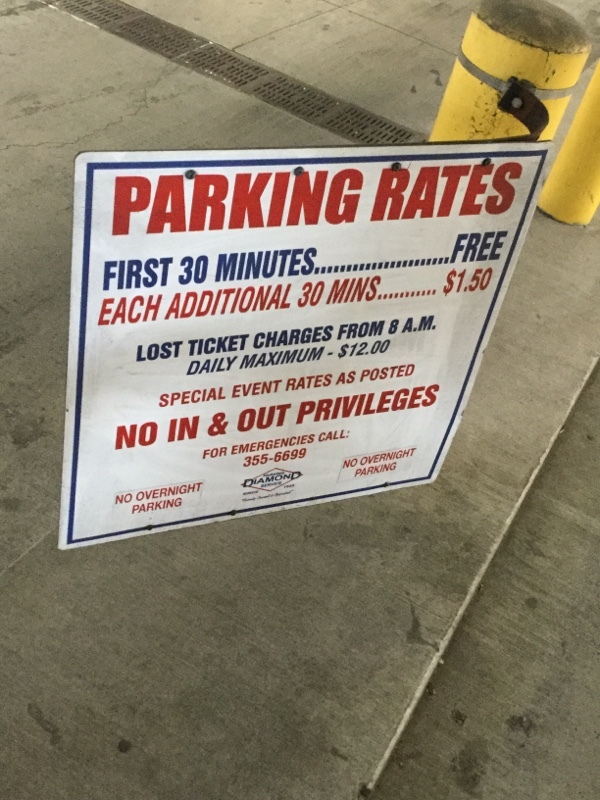 PARKING RATES
FIRST 30 MINUTES......................FREE
EACH ADDITIONAL 30 MINS........... $1.50
LOST TICKET CHARGES FROM 8 A.M.
DAILY MAXIMUM - $12.00
SPECIAL EVENT RATES AS POSTED
NO IN & OUT PRIVILEGES
FOR EMERGENCIES CALL:
355-6699
NO OVERNIGHT
PARKING
DIAMOND
SINCE
NO OVERNIGHT
PARKING